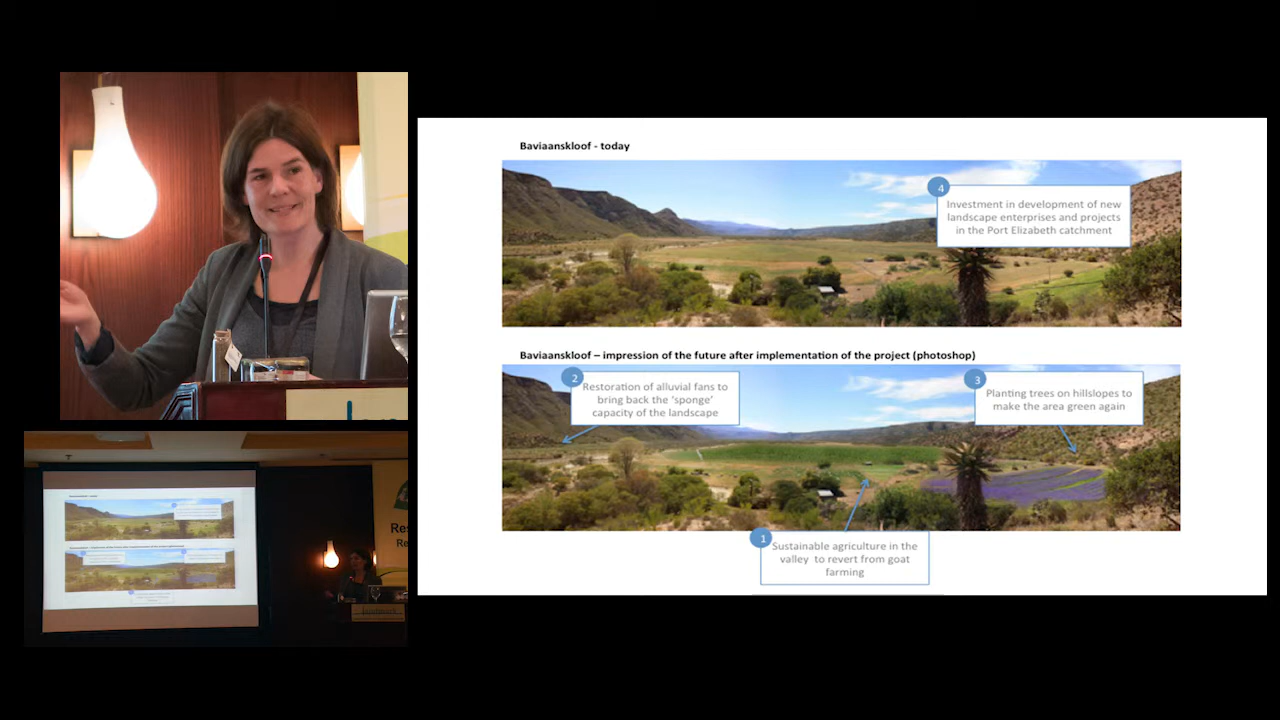 Baviaanskloof - today
4
Investment in development of new
landscape enterprises and projects
in the Port Elizabeth catchment
Baviaanskloof – impression of the future after implementation of the project (photoshop)
2
Restoration of alluvial fans to
bring back the 'sponge'
capacity of the landscape
3
Planting trees on hillslopes to
make the area green again
1
Sustainable agriculture in the
valley to revert from goat
farming